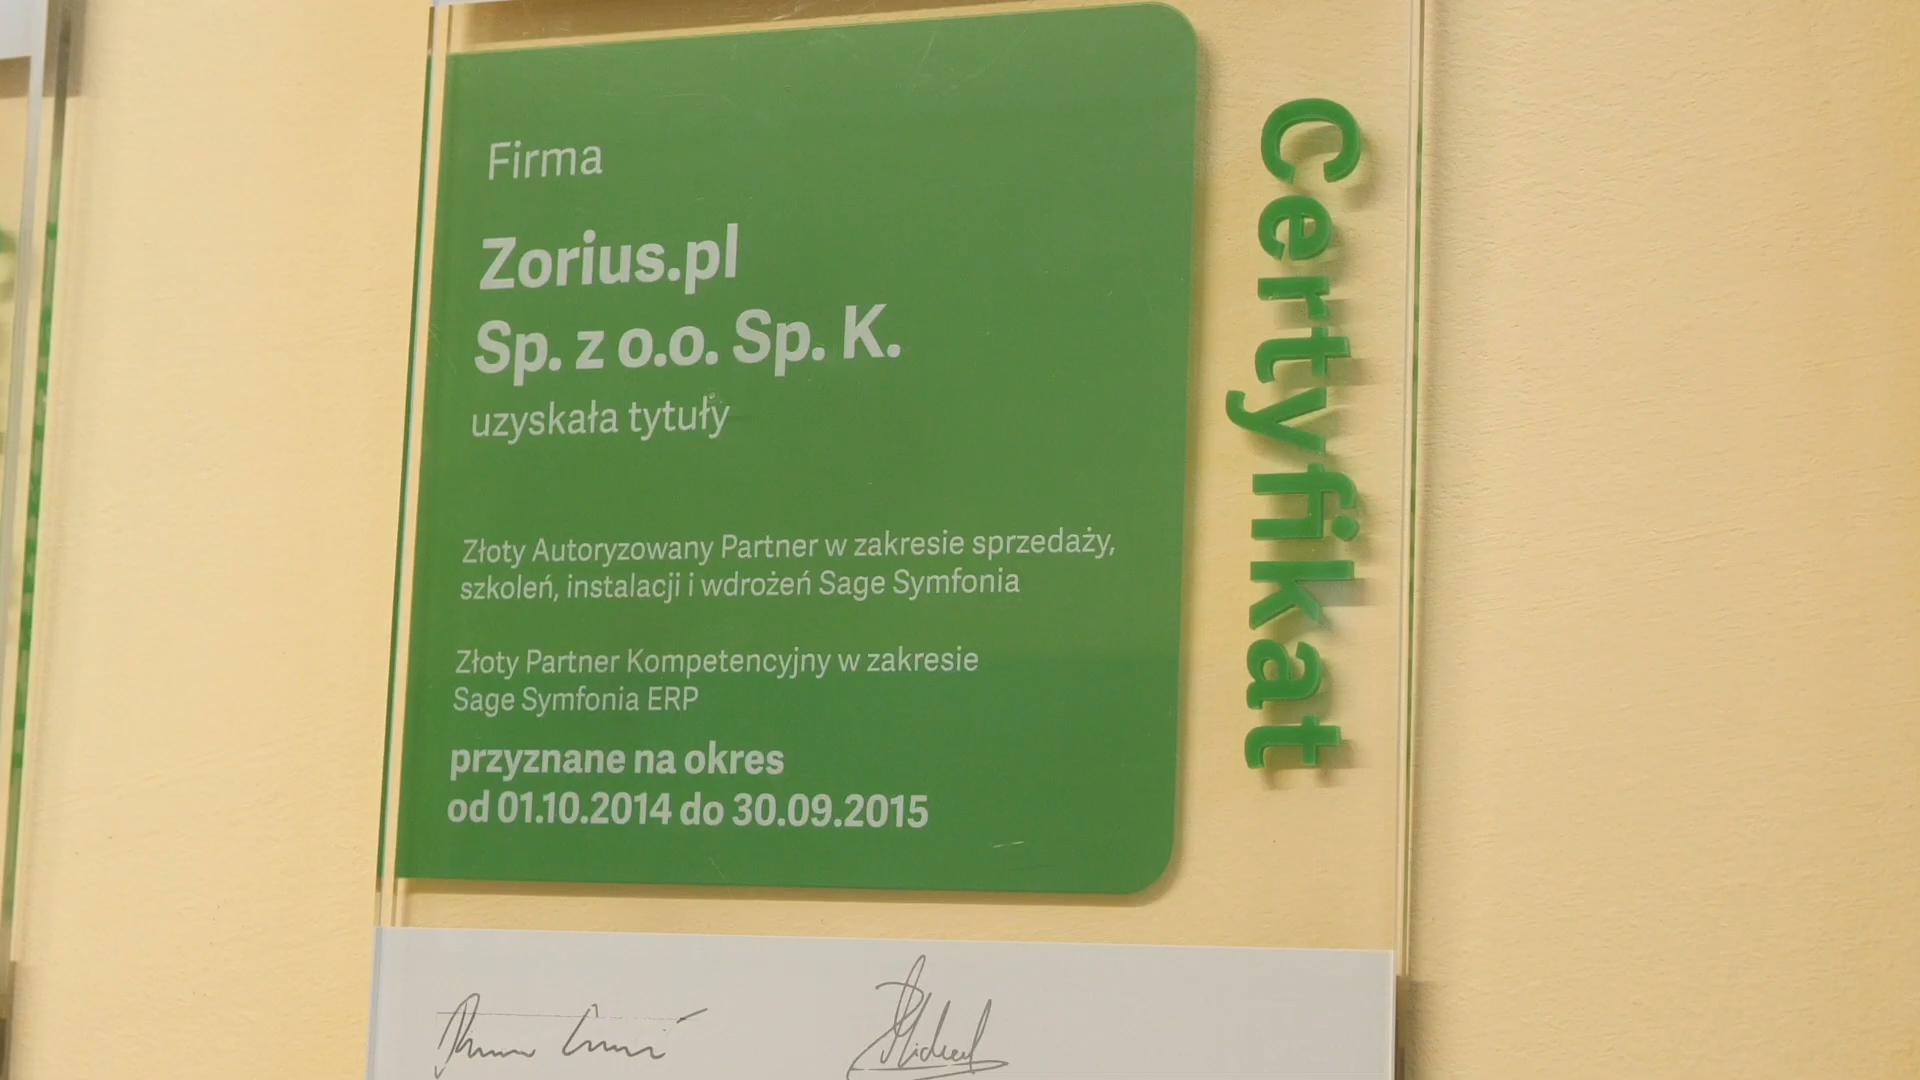 Firma
Zorius.pl
Sp. z o.o. Sp. K.
uzyskała tytuły
Złoty Autoryzowany Partner w zakresie sprzedaży,
szkoleń, instalacji i wdrożeń Sage Symfonia
Złoty Partner Kompetencyjny w zakresie
Sage Symfonia ERP
przyznane na okres
od 01.10.2014 do 30.09.2015
Certyfikat